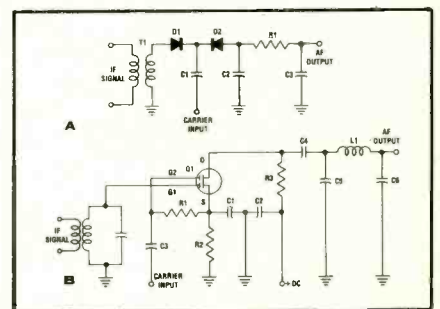 T1
D1
D2
R1
IF
SIGNAL
C1
C2
C3
AF
OUTPUT
CARRIER
INPUT
A
G2
Q1
D
G1
S
R1
C1
C2
R2
C3
R3
C4
L1
C5
C6
AF
OUTPUT
IF
SIGNAL
CARRIER
INPUT
+DC
B